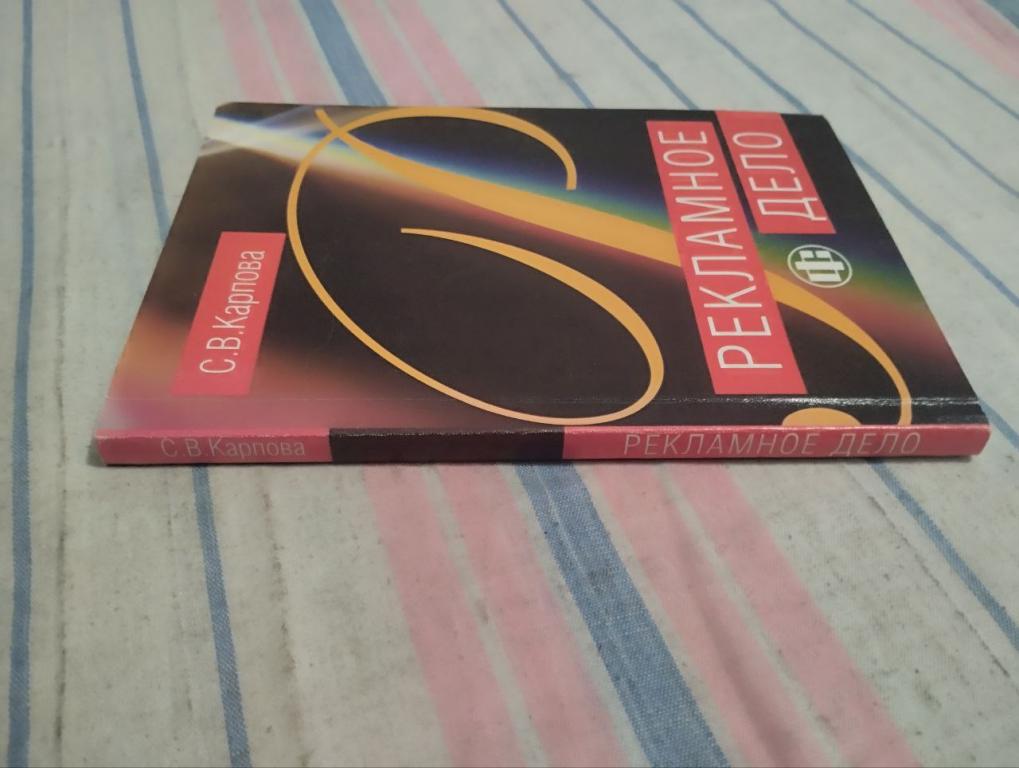 С.В.Карпова
РЕКЛАМНОЕ
ДЕЛО
С.В.Карпова
РЕКЛАМНОЕ ДЕЛО